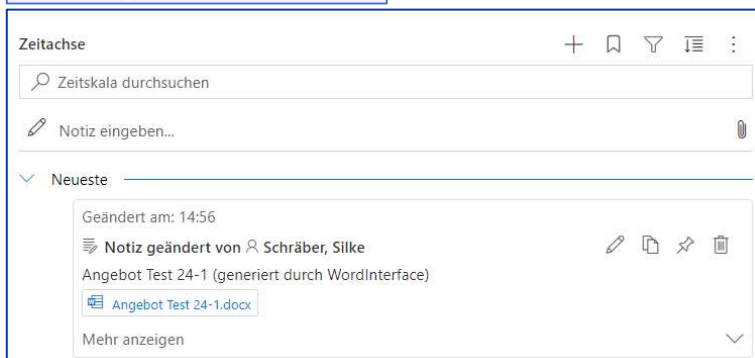 Zeitachse
Zeitskala durchsuchen
Notiz eingeben...
Neueste
Geändert am: 14:56
Notiz geändert von Schräber, Silke
Angebot Test 24-1 (generiert durch WordInterface)
Angebot Test 24-1.docx
Mehr anzeigen